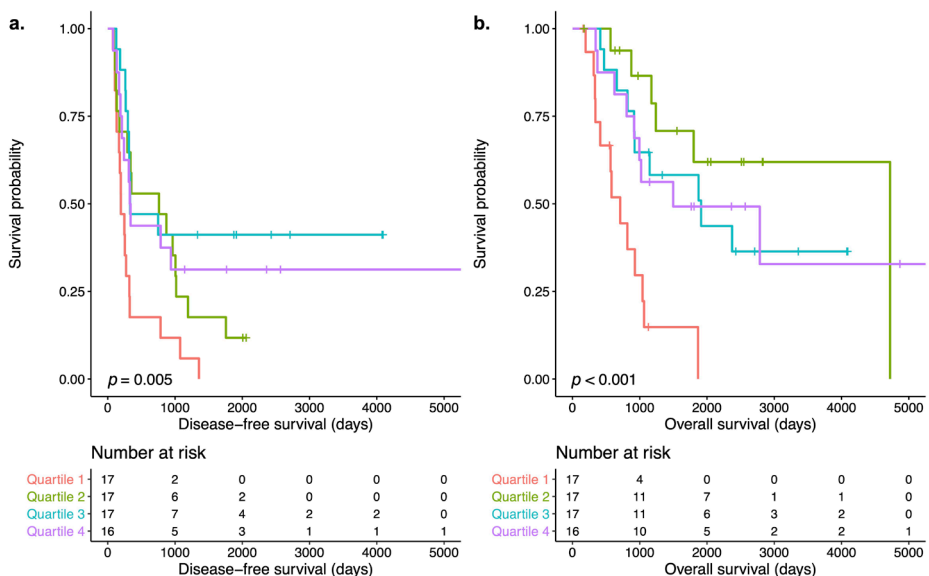 a.
Survival probability
1.00
0.75
0.50
0.25
0.00
p = 0.005
0 1000 2000 3000 4000 5000
Disease−free survival (days)
Number at risk
Quartile 1 17 2 0 0 0 0
Quartile 2 17 6 2 0 0 0
Quartile 3 17 7 4 2 2 0
Quartile 4 16 5 3 1 1 1
0 1000 2000 3000 4000 5000
Disease−free survival (days)
b.
Survival probability
1.00
0.75
0.50
0.25
0.00
p < 0.001
0 1000 2000 3000 4000 5000
Overall survival (days)
Number at risk
Quartile 1 17 4 0 0 0 0
Quartile 2 17 11 7 1 1 0
Quartile 3 17 11 6 3 2 0
Quartile 4 16 10 5 2 2 1
0 1000 2000 3000 4000 5000
Overall survival (days)